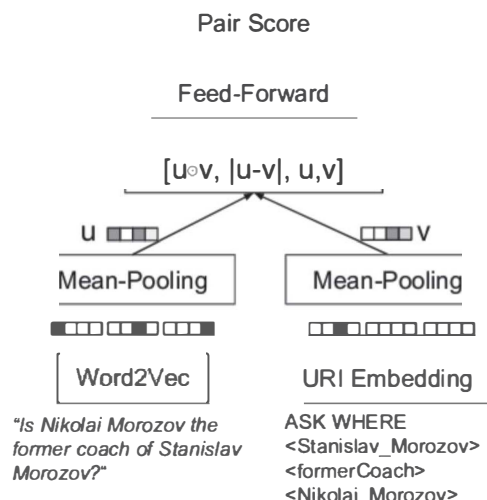 Pair Score
Feed-Forward
[u⊙v, |u-v|, u,v]
u
v
Mean-Pooling
Mean-Pooling
Word2Vec
URI Embedding
"Is Nikolai Morozov the
former coach of Stanislav
Morozov?"
ASK WHERE
<Stanislav_Morozov>
<formerCoach>
<Nikolai_Morozov>